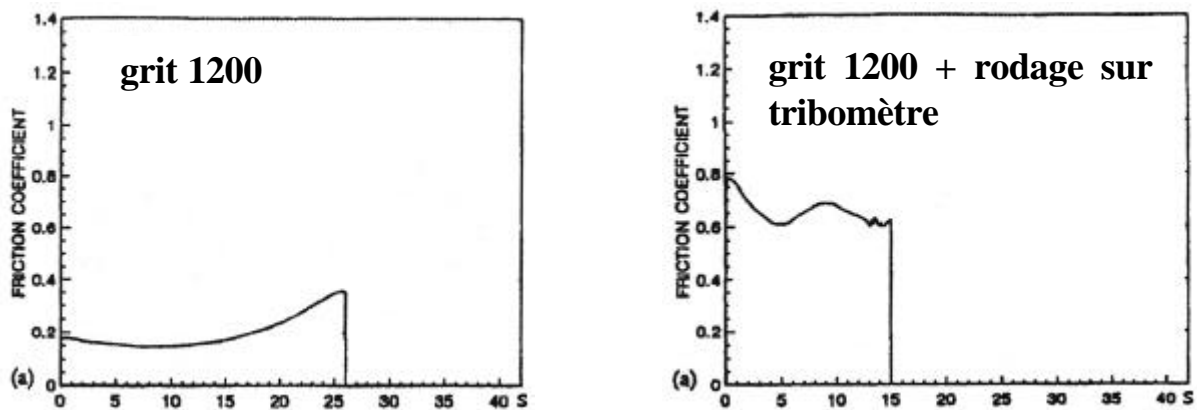 1.4
1.2
1
0.8
0.6
0.4
0.2
0
FRICTION COEFFICIENT
grit 1200
(a)
0 5 10 15 20 25 30 35 40 S
1.4
1.2
1
0.8
0.6
0.4
0.2
0
FRICTION COEFFICIENT
grit 1200 + rodage sur
tribomètre
(a)
0 5 10 15 20 25 30 35 40 S